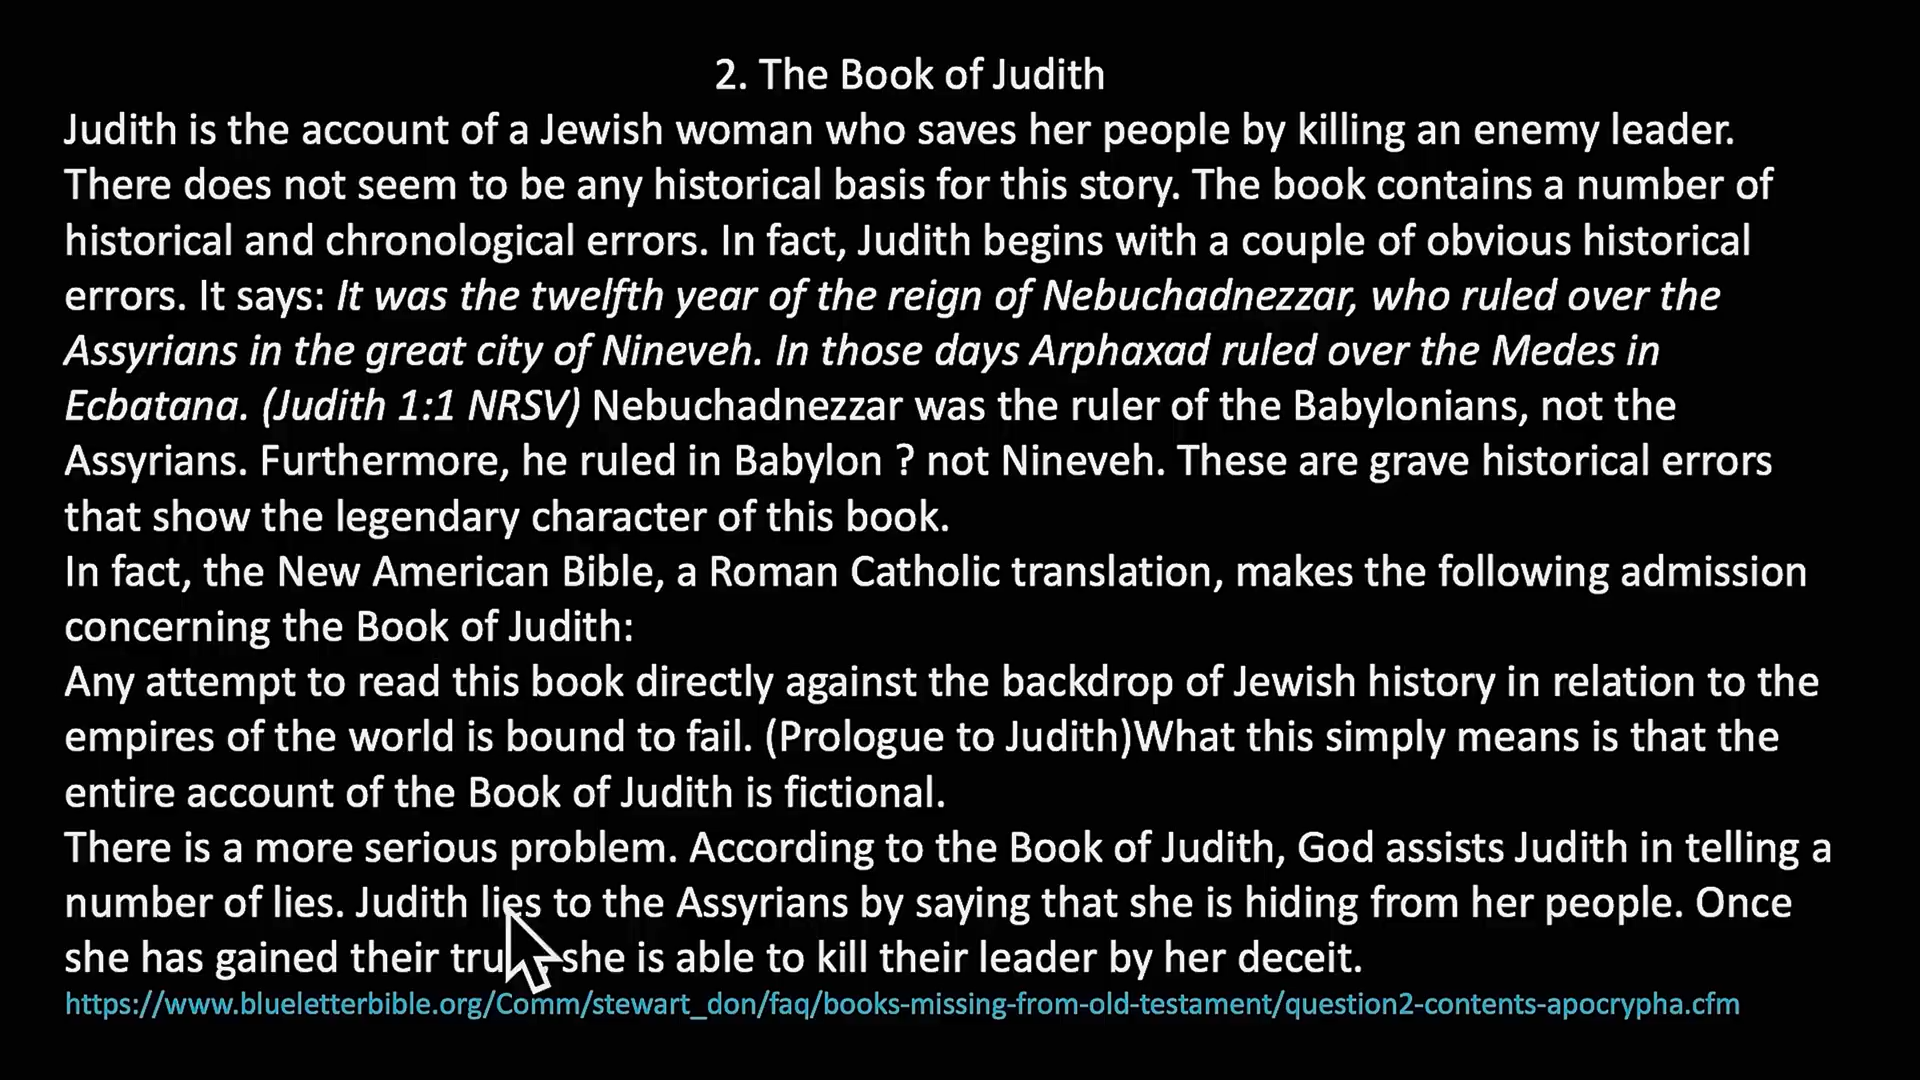 2. The Book of Judith
Judith is the account of a Jewish woman who saves her people by killing an enemy leader.
There does not seem to be any historical basis for this story. The book contains a number of
historical and chronological errors. In fact, Judith begins with a couple of obvious historical
errors. It says: It was the twelfth year of the reign of Nebuchadnezzar, who ruled over the
Assyrians in the great city of Nineveh. In those days Arphaxad ruled over the Medes in
Ecbatana. (Judith 1:1 NRSV) Nebuchadnezzar was the ruler of the Babylonians, not the
Assyrians. Furthermore, he ruled in Babylon ? not Nineveh. These are grave historical errors
that show the legendary character of this book.
In fact, the New American Bible, a Roman Catholic translation, makes the following admission
concerning the Book of Judith:
Any attempt to read this book directly against the backdrop of Jewish history in relation to the
empires of the world is bound to fail. (Prologue to Judith)What this simply means is that the
entire account of the Book of Judith is fictional.
There is a more serious problem. According to the Book of Judith, God assists Judith in telling a
number of lies. Judith lies to the Assyrians by saying that she is hiding from her people. Once
she has gained their she is able to kill their leader by her deceit.
https://www.blueletterbible.org/Comm/stewart_don/faq/books-missing-from-old-testament/question2-contents-apocrypha.cfm